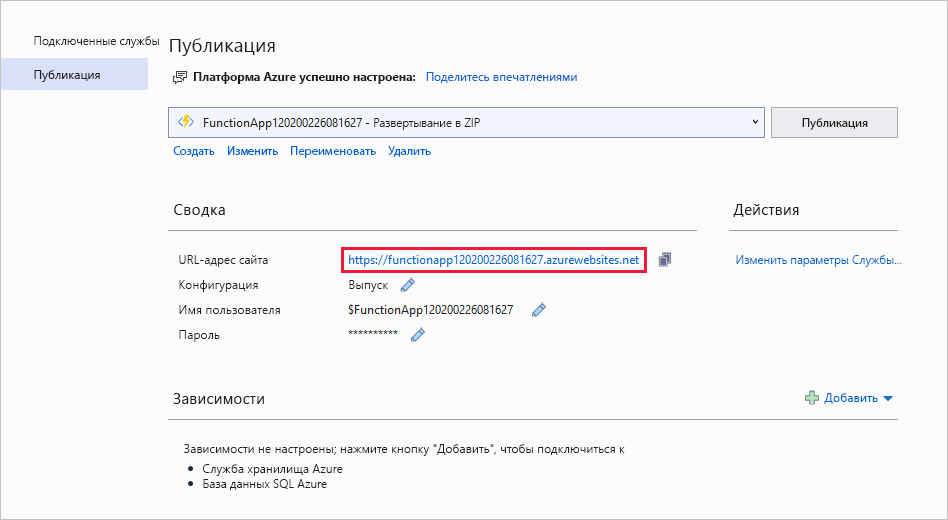 Подключенные службы
Публикация
Публикация
Платформа Azure успешно настроена: Поделитесь впечатлениями
FunctionApp120200226081627 - Развертывание в ZIP
Публикация
Создать Изменить Переименовать Удалить
Сводка
Действия
URL-адрес сайта https://functionapp120200226081627.azurewebsites.net
Изменить параметры Службы...
Конфигурация Выпуск
Имя пользователя $FunctionApp120200226081627
Пароль **********
Зависимости
Добавить
Зависимости не настроены; нажмите кнопку "Добавить", чтобы подключиться к
• Служба хранилища Azure
• База данных SQL Azure